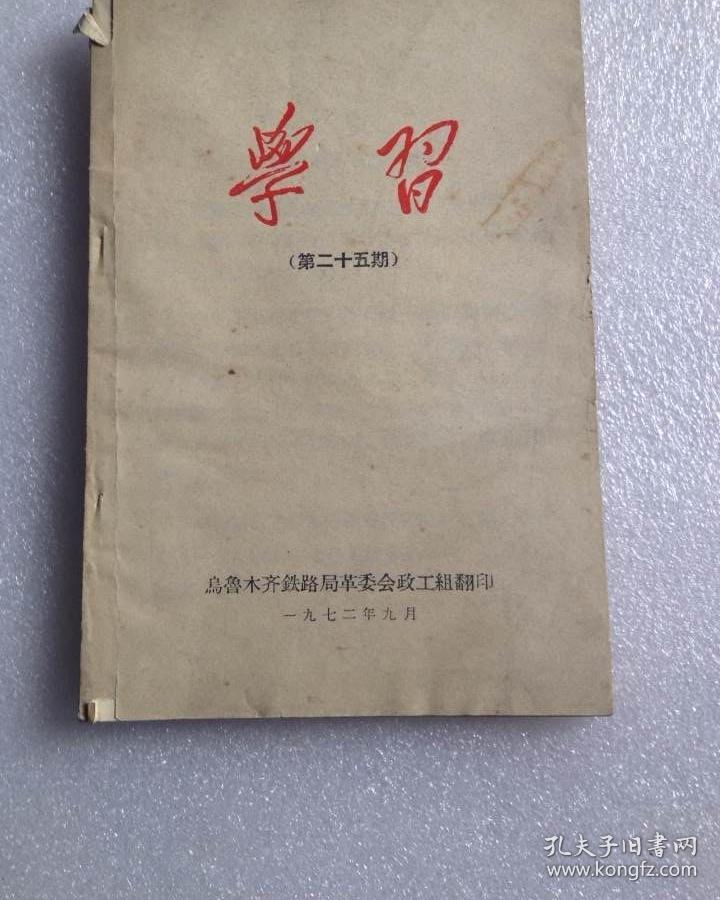 學習
（第二十五期）
烏魯木齐鉄路局革委会政工組翻印
一九七二年九月
孔夫子旧书网
www.kongfz.com